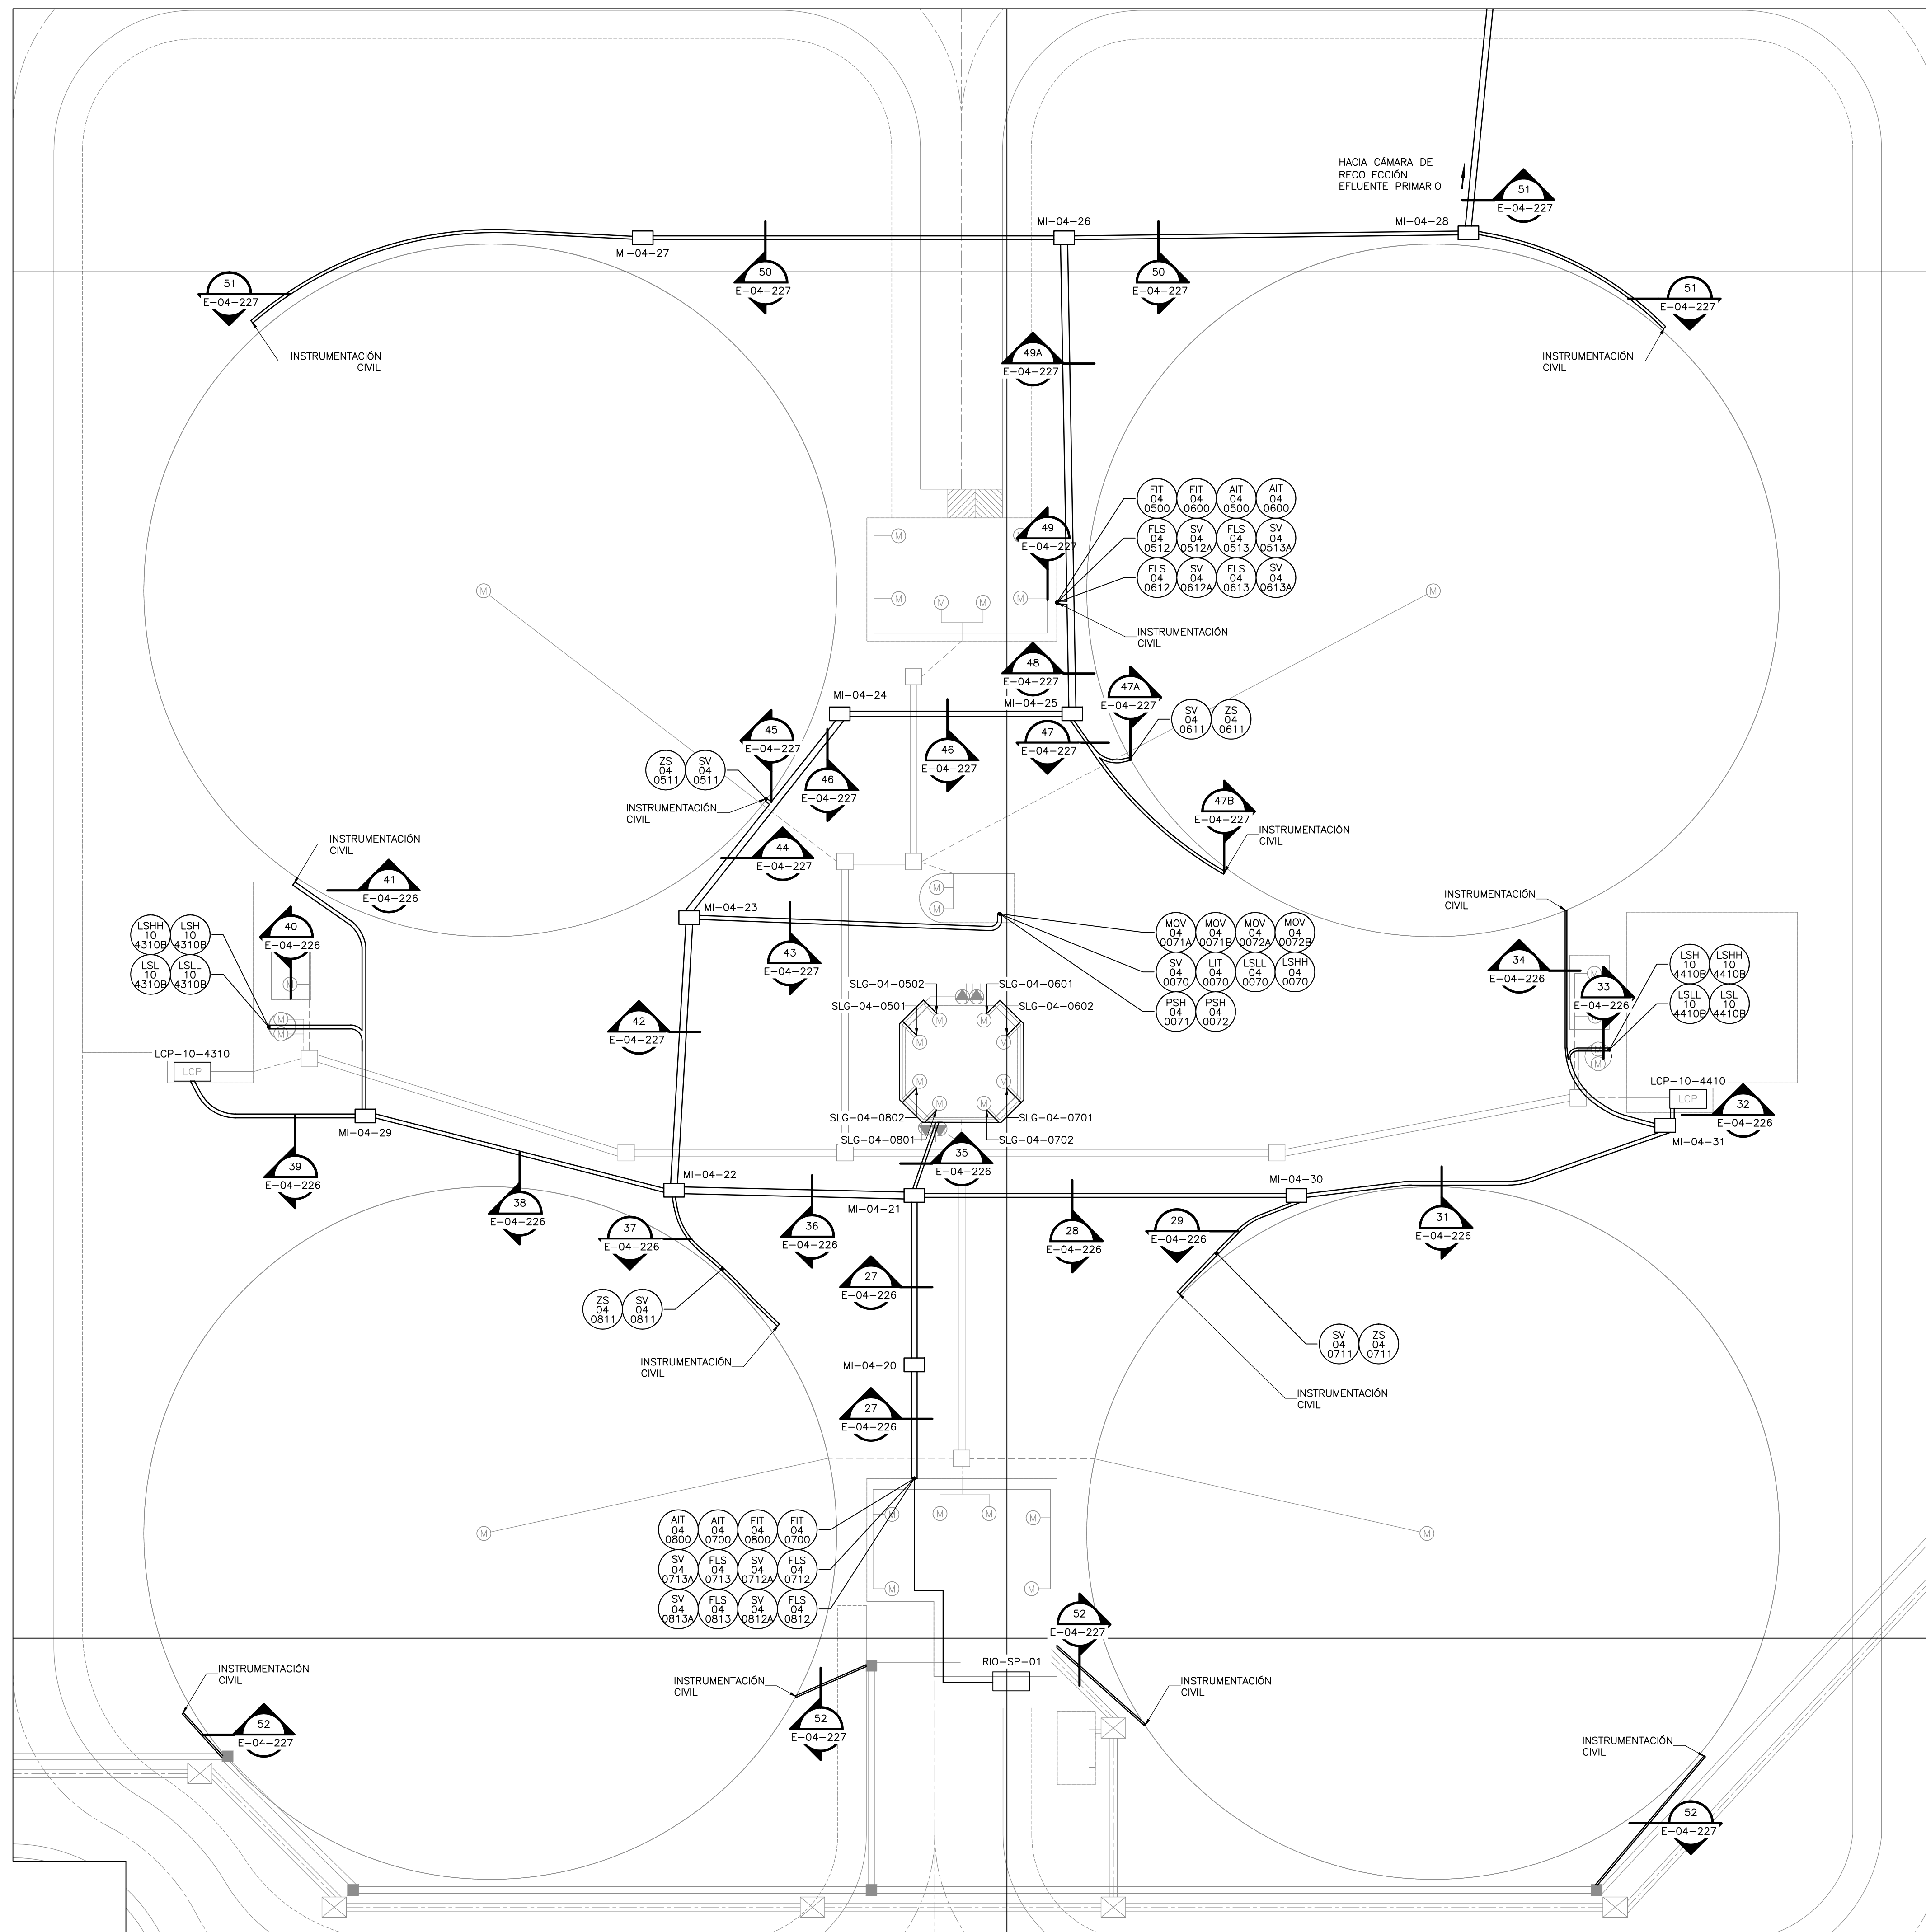 HACIA CÁMARA DE
RECOLECCIÓN
EFLUENTE PRIMARIO
51
E-04-227
MI-04-26
MI-04-28
MI-04-27
50
E-04-227
50
E-04-227
51
E-04-227
51
E-04-227
INSTRUMENTACIÓN
CIVIL
49A
E-04-227
INSTRUMENTACIÓN
CIVIL
FIT
04
0500
FIT
04
0600
AIT
04
0500
AIT
04
0600
FLS
04
0512
SV
04
0512A
FLS
04
0513
SV
04
0513A
FLS
04
0612
SV
04
0612A
FLS
04
0613
SV
04
0613A
49
E-04-227
M
M
M
M
M
M
M
M
INSTRUMENTACIÓN
CIVIL
48
E-04-227
MI-04-24
MI-04-25
47A
E-04-227
SV
04
0611
ZS
04
0611
45
E-04-227
46
E-04-227
47
E-04-227
ZS
04
0511
SV
04
0511
46
E-04-227
INSTRUMENTACIÓN
CIVIL
47B
E-04-227
INSTRUMENTACIÓN
CIVIL
INSTRUMENTACIÓN
CIVIL
44
E-04-227
41
E-04-226
MI-04-23
M
M
INSTRUMENTACIÓN
CIVIL
LSHH
10
4310B
LSH
10
4310B
LSL
10
4310B
LSLL
10
4310B
40
E-04-226
M
M
M
43
E-04-227
MOV
04
0071A
MOV
04
0071B
MOV
04
0072A
MOV
04
0072B
SV
04
0070
LIT
04
0070
LSLL
04
0070
LSHH
04
0070
PSH
04
0071
PSH
04
0072
34
E-04-226
33
E-04-226
M
M
M
M
LSH
10
4410B
LSHH
10
4410B
LSLL
10
4410B
LSL
10
4410B
SLG-04-0502
SLG-04-0601
SLG-04-0501
SLG-04-0602
M
M
M
M
M
M
M
M
42
E-04-227
LCP-10-4310
LCP
LCP-10-4410
LCP
SLG-04-0802
SLG-04-0701
SLG-04-0801
SLG-04-0702
32
E-04-226
MI-04-29
MI-04-31
39
E-04-226
35
E-04-226
MI-04-22
MI-04-21
MI-04-30
38
E-04-226
37
E-04-226
36
E-04-226
28
E-04-226
29
E-04-226
31
E-04-226
27
E-04-226
ZS
04
0811
SV
04
0811
SV
04
0711
ZS
04
0711
INSTRUMENTACIÓN
CIVIL
MI-04-20
INSTRUMENTACIÓN
CIVIL
27
E-04-226
AIT
04
0800
AIT
04
0700
FIT
04
0800
FIT
04
0700
SV
04
0713A
FLS
04
0713
SV
04
0712A
FLS
04
0712
SV
04
0813A
FLS
04
0813
SV
04
0812A
FLS
04
0812
M
M
M
M
M
M
M
M
52
E-04-227
RIO-SP-01
INSTRUMENTACIÓN
CIVIL
INSTRUMENTACIÓN
CIVIL
INSTRUMENTACIÓN
CIVIL
52
E-04-227
52
E-04-227
INSTRUMENTACIÓN
CIVIL
52
E-04-227